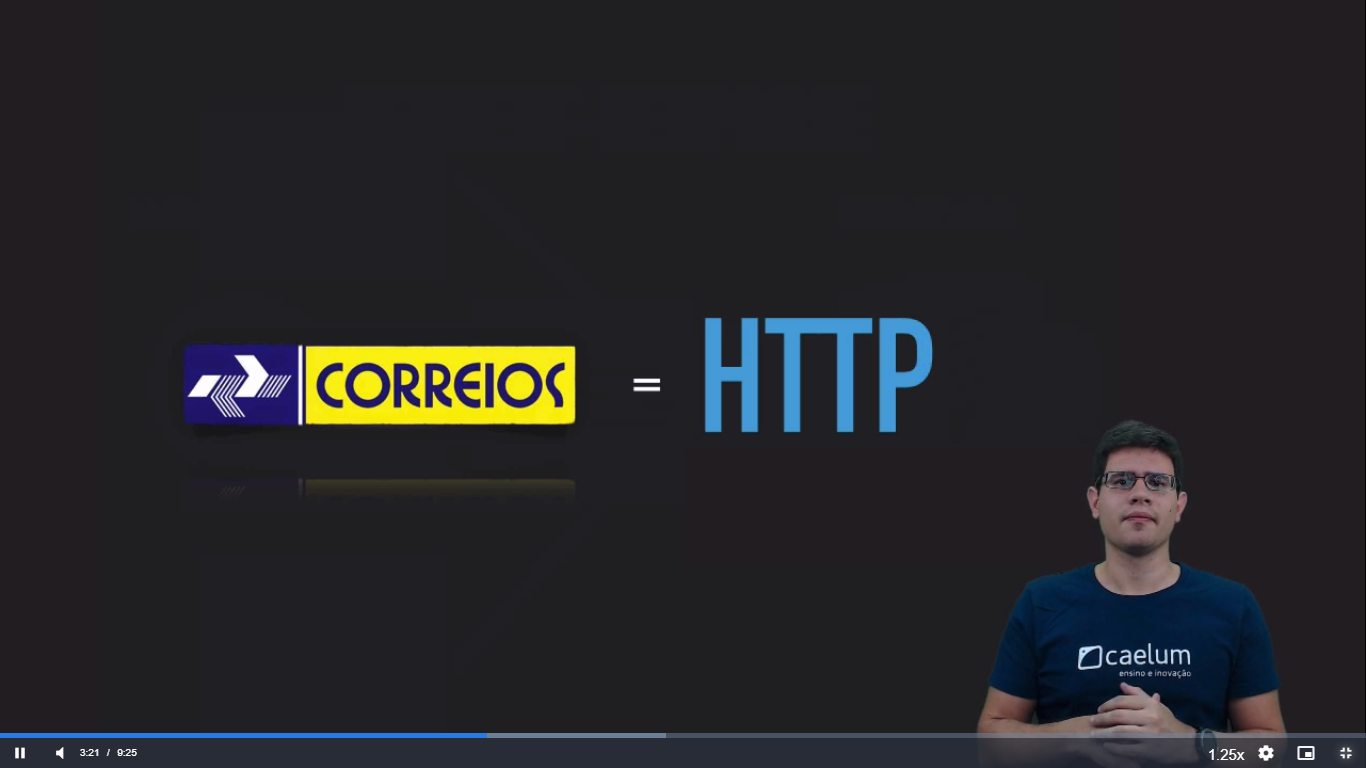 CORREIOS = HTTP
caelum
ensino e inovação
3:21 / 9:25
1.25x